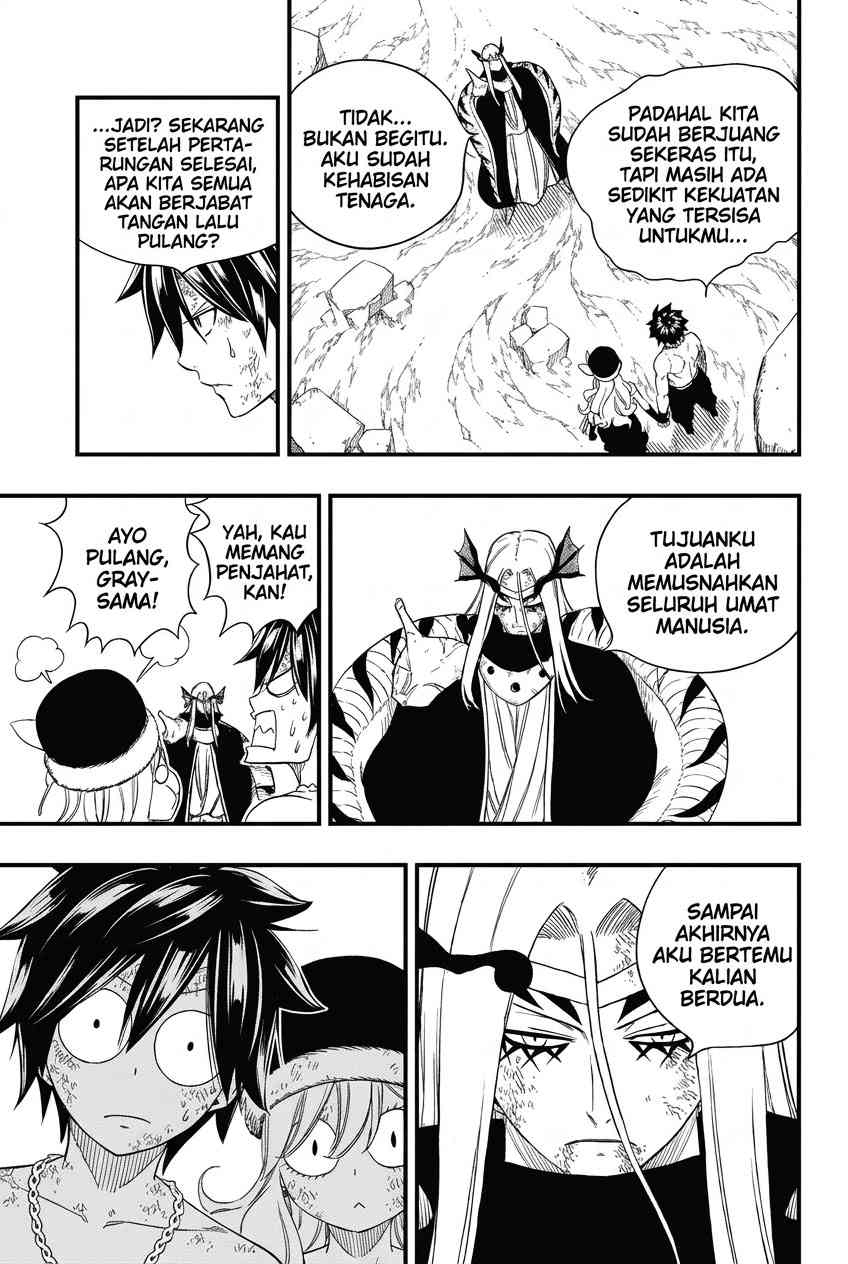 PADAHAL KITA
SUDAH BERJUANG
SEKERAS ITU,
TAPI MASIH ADA
SEDIKIT KEKUATAN
YANG TERSISA
UNTUKMU...
TIDAK...
BUKAN BEGITU.
AKU SUDAH
KEHABISAN
TENAGA.
...JADI? SEKARANG
SETELAH PERTA-
RUNGAN SELESAI,
APA KITA SEMUA
AKAN BERJABAT
TANGAN LALU
PULANG?
TUJUANKU
ADALAH
MEMUSNAHKAN
SELURUH UMAT
MANUSIA.
YAH, KAU
MEMANG
PENJAHAT,
KAN!
AYO
PULANG,
GRAY-
SAMA!
SAMPAI
AKHIRNYA
AKU BERTEMU
KALIAN
BERDUA.